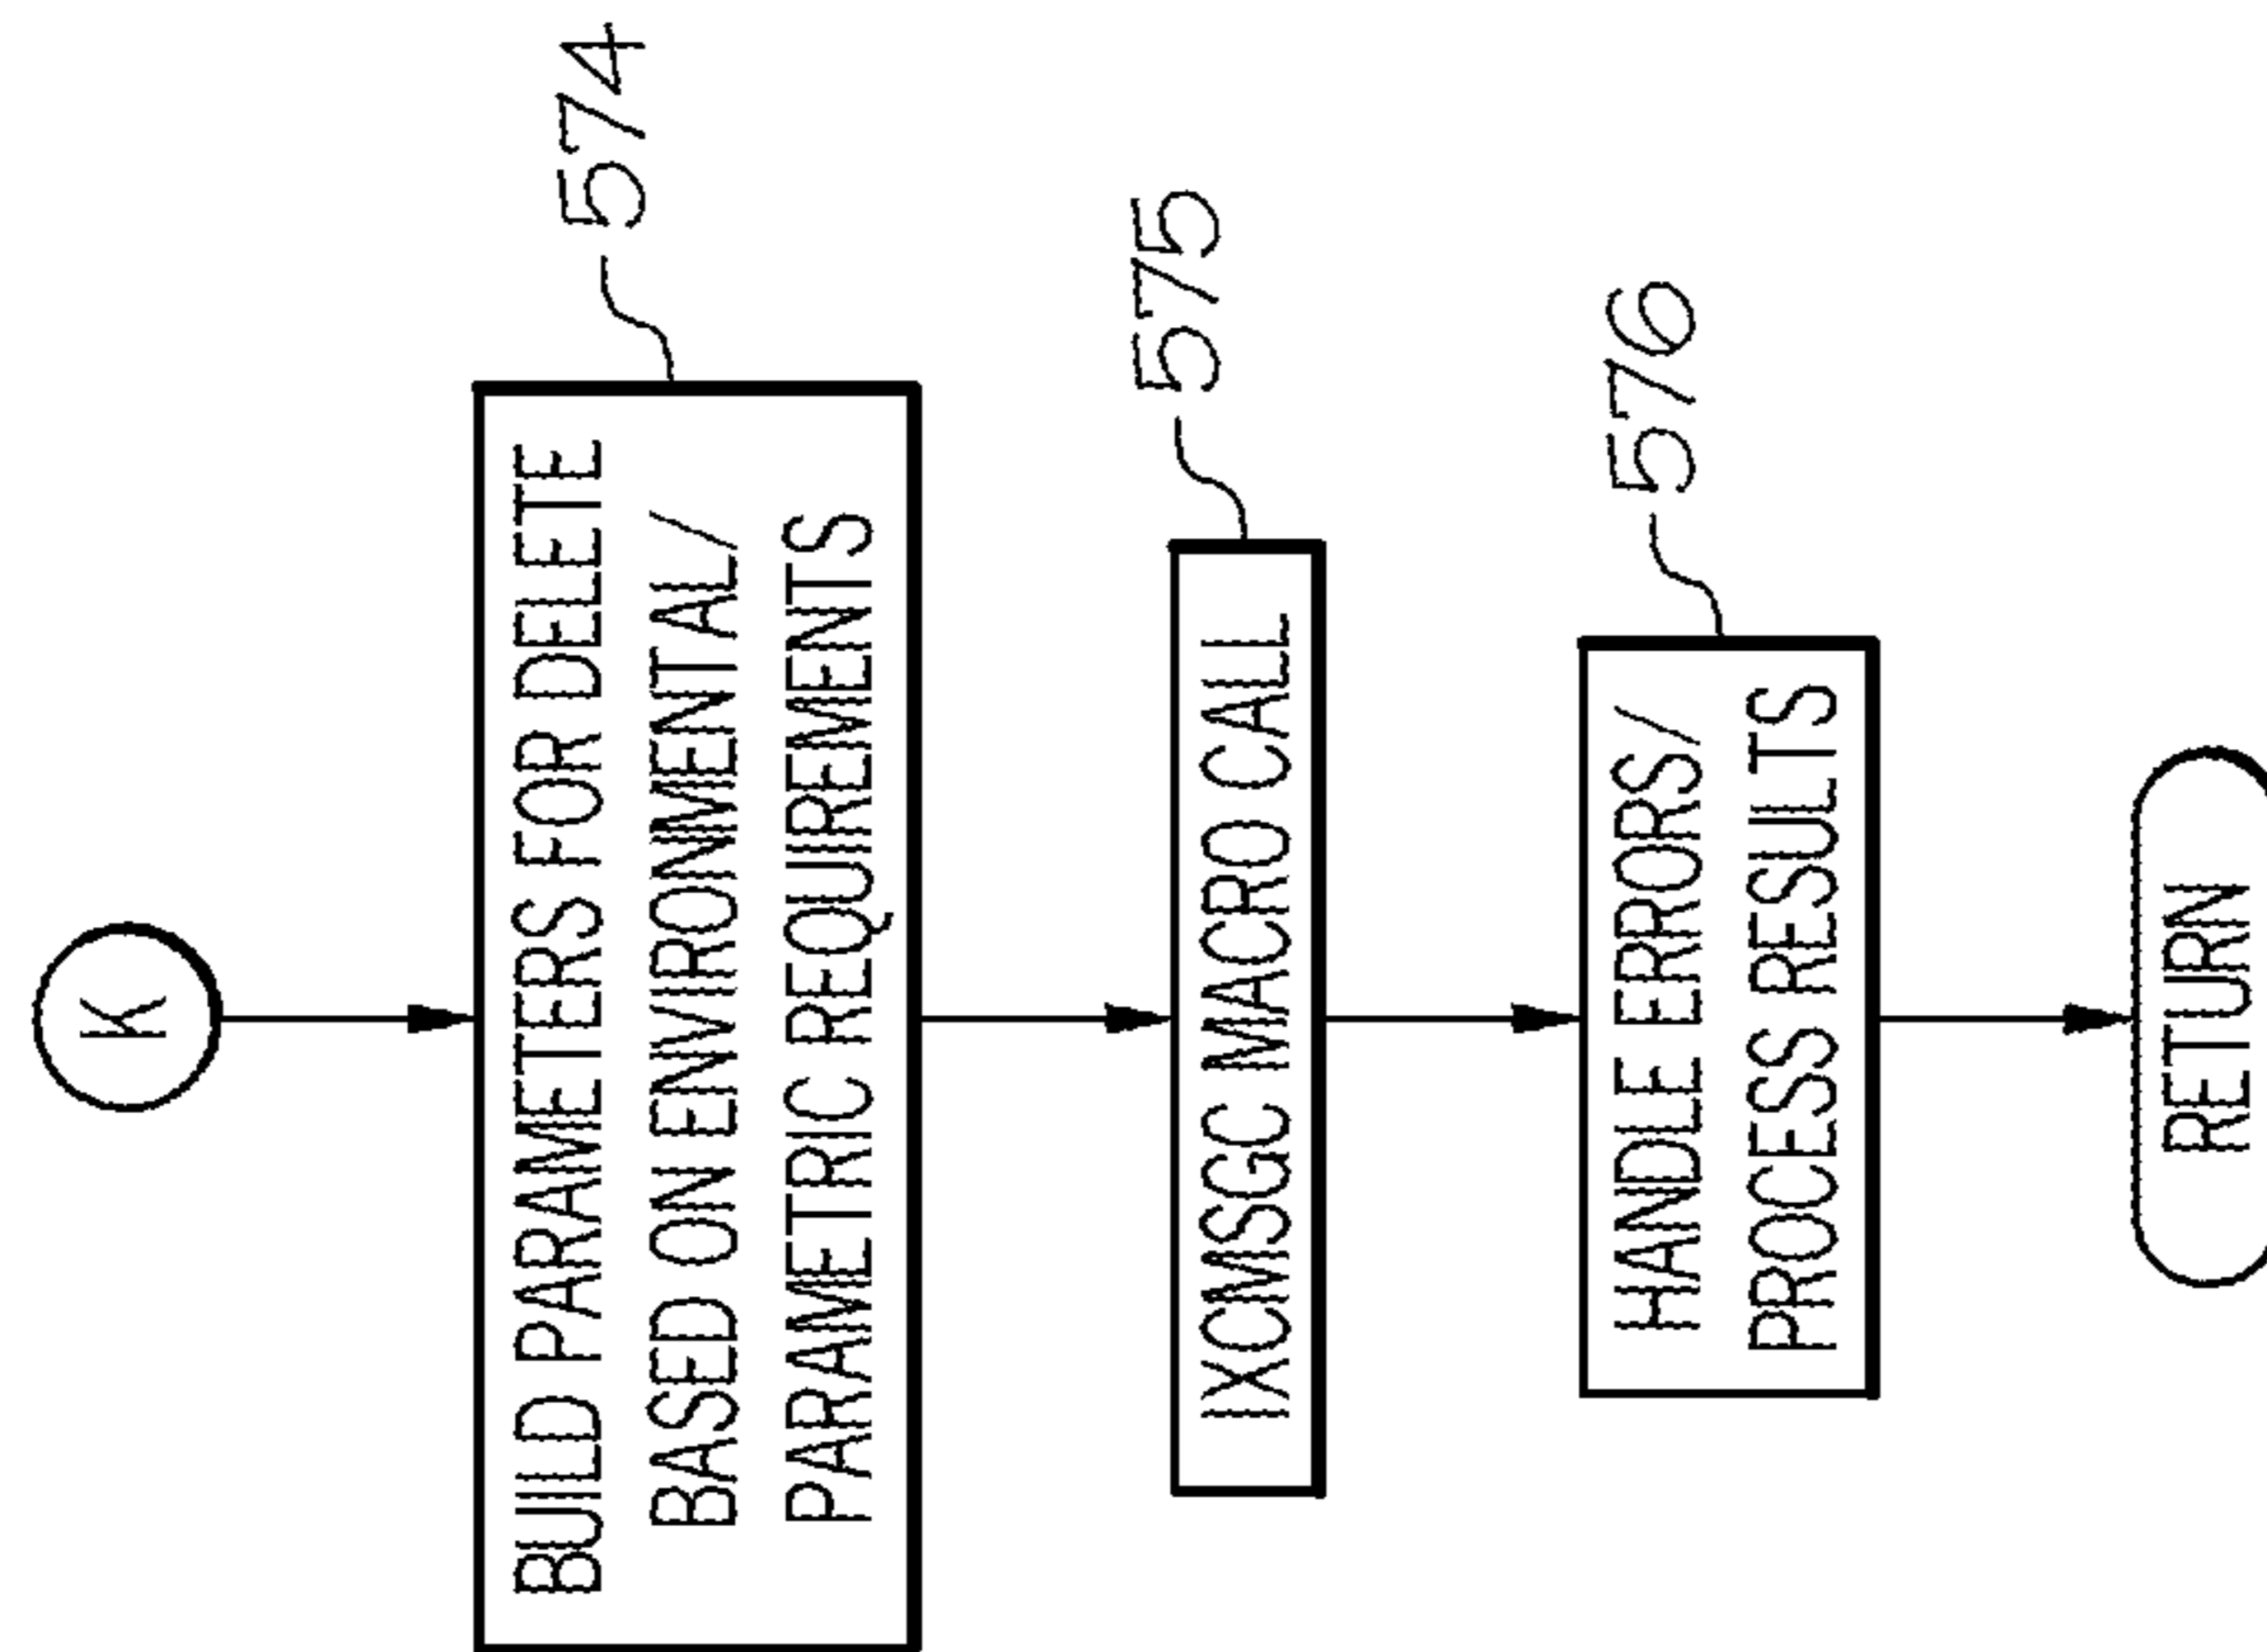 K
574
BUILD PARAMETERS FOR DELETE
BASED ON ENVIRONMENTAL/
PARAMETRIC REQUIREMENTS
575
IXCMSGC MACRO CALL
576
HANDLE ERRORS/
PROCESS RESULTS
RETURN